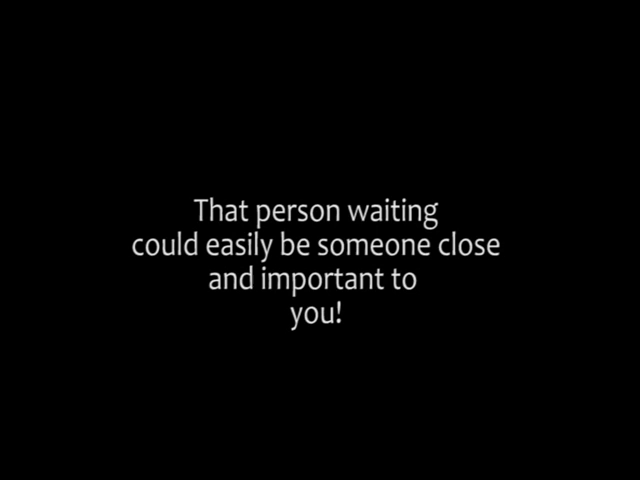 That person waiting
could easily be someone close
and important to
you!